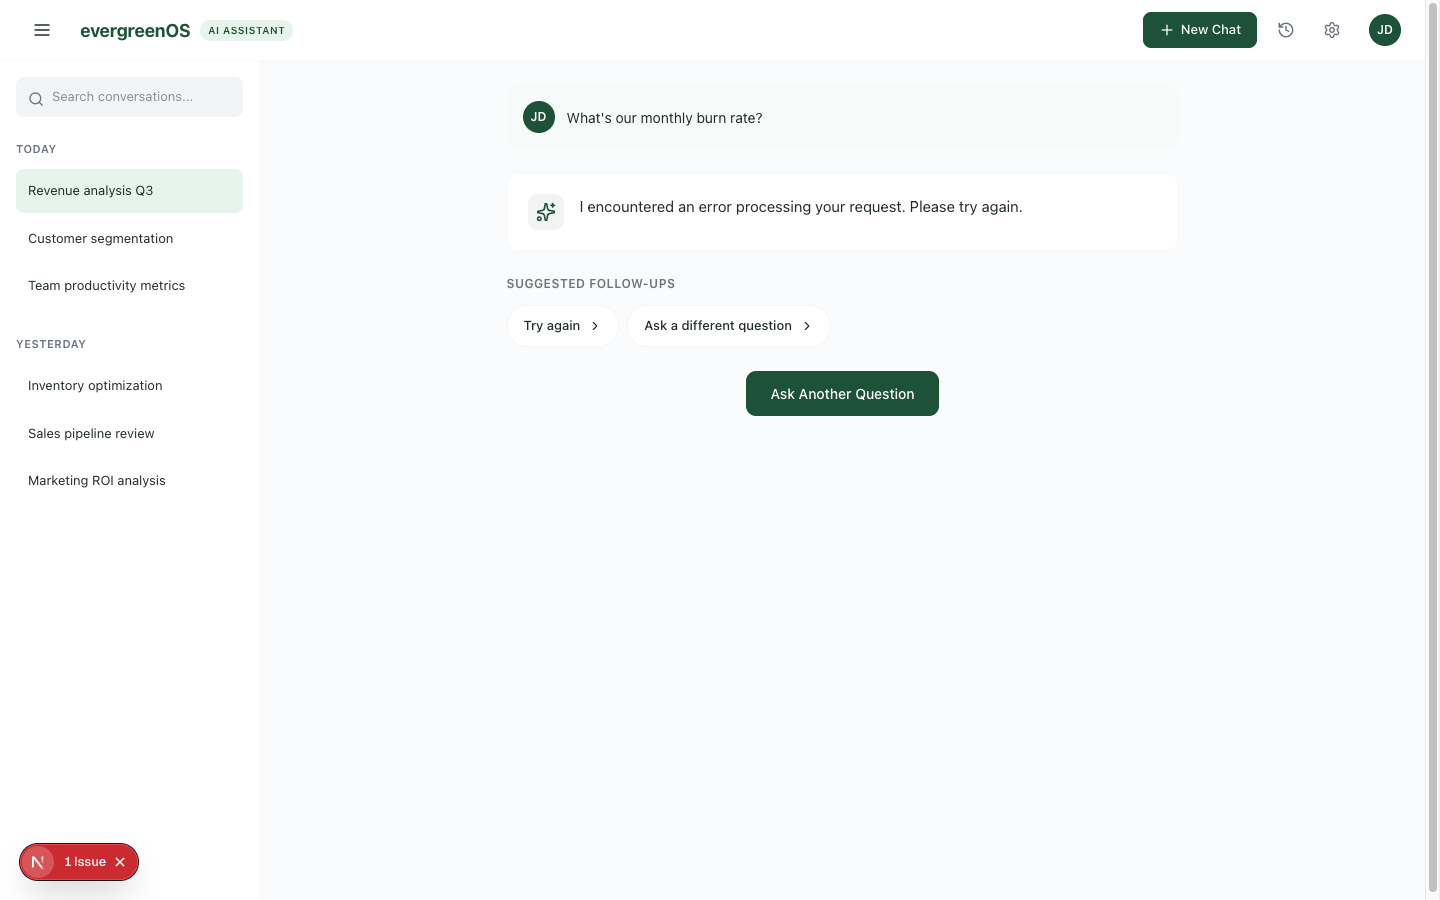 evergreenOS
AI ASSISTANT
New Chat
JD
Search conversations...
TODAY
Revenue analysis Q3
Customer segmentation
Team productivity metrics
YESTERDAY
Inventory optimization
Sales pipeline review
Marketing ROI analysis
N
1 Issue
JD
What's our monthly burn rate?
I encountered an error processing your request. Please try again.
SUGGESTED FOLLOW-UPS
Try again
Ask a different question
Ask Another Question